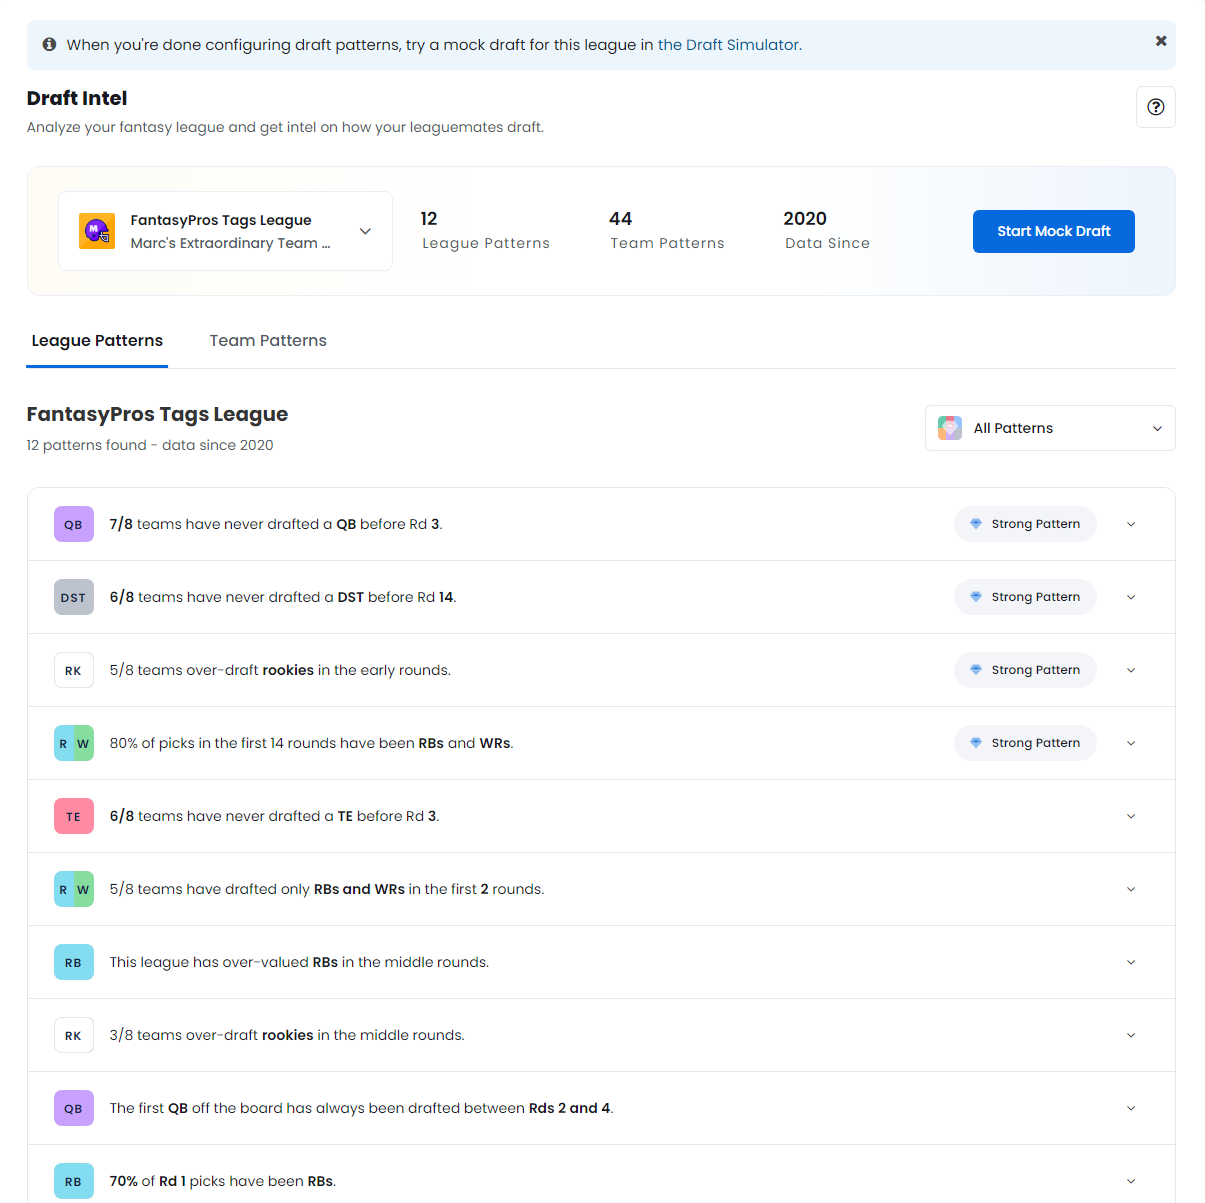 When you're done configuring draft patterns, try a mock draft for this league in the Draft Simulator.
Draft Intel
Analyze your fantasy league and get intel on how your leaguemates draft.
M
FantasyPros Tags League
Marc's Extraordinary Team ...
12
League Patterns
44
Team Patterns
2020
Data Since
Start Mock Draft
League Patterns
Team Patterns
FantasyPros Tags League
12 patterns found - data since 2020
All Patterns
QB 7/8 teams have never drafted a QB before Rd 3. Strong Pattern
DST 6/8 teams have never drafted a DST before Rd 14. Strong Pattern
RK 5/8 teams over-draft rookies in the early rounds. Strong Pattern
R W 80% of picks in the first 14 rounds have been RBs and WRs. Strong Pattern
TE 6/8 teams have never drafted a TE before Rd 3.
R W 5/8 teams have drafted only RBs and WRs in the first 2 rounds.
RB This league has over-valued RBs in the middle rounds.
RK 3/8 teams over-draft rookies in the middle rounds.
QB The first QB off the board has always been drafted between Rds 2 and 4.
RB 70% of Rd 1 picks have been RBs.